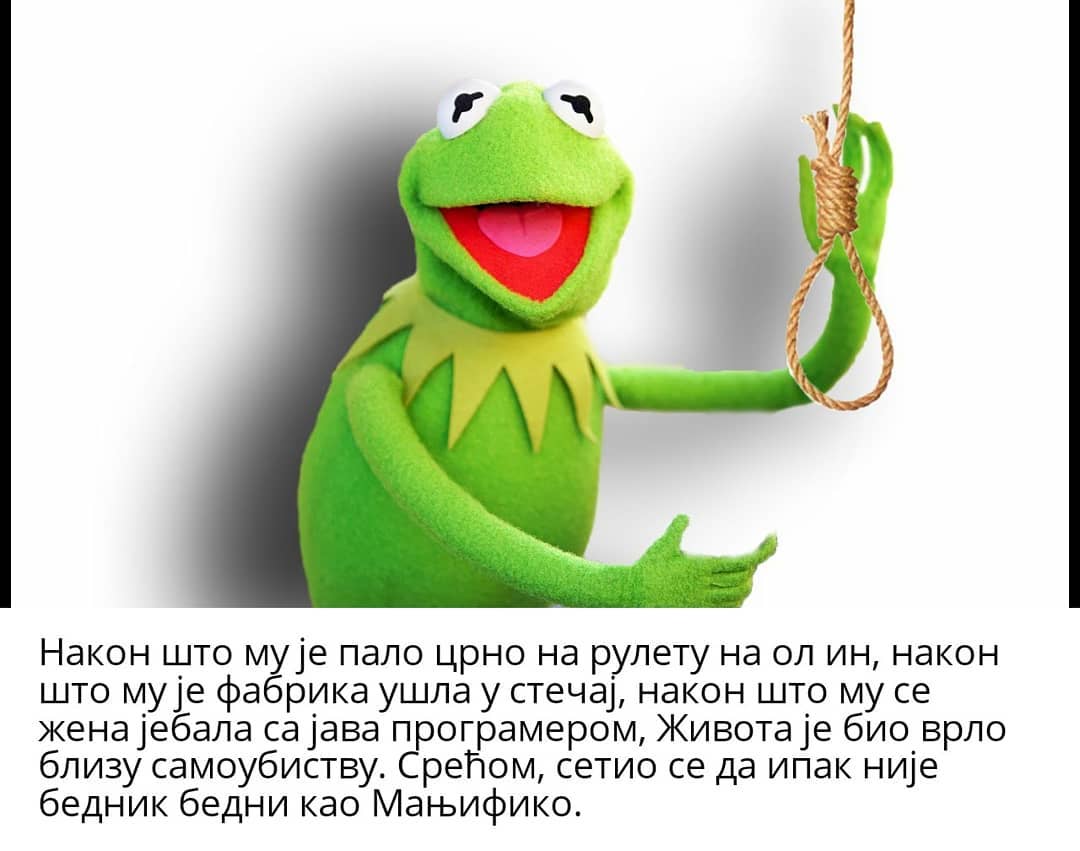 Након што му је пало црно на рулету на ол ин, након
што му је фабрика ушла у стечај, након што му се
жена јебала са јава програмером, Живота је био врло
близу самоубиству. Срећом, сетио се да ипак није
бедник бедни као Мањифико.